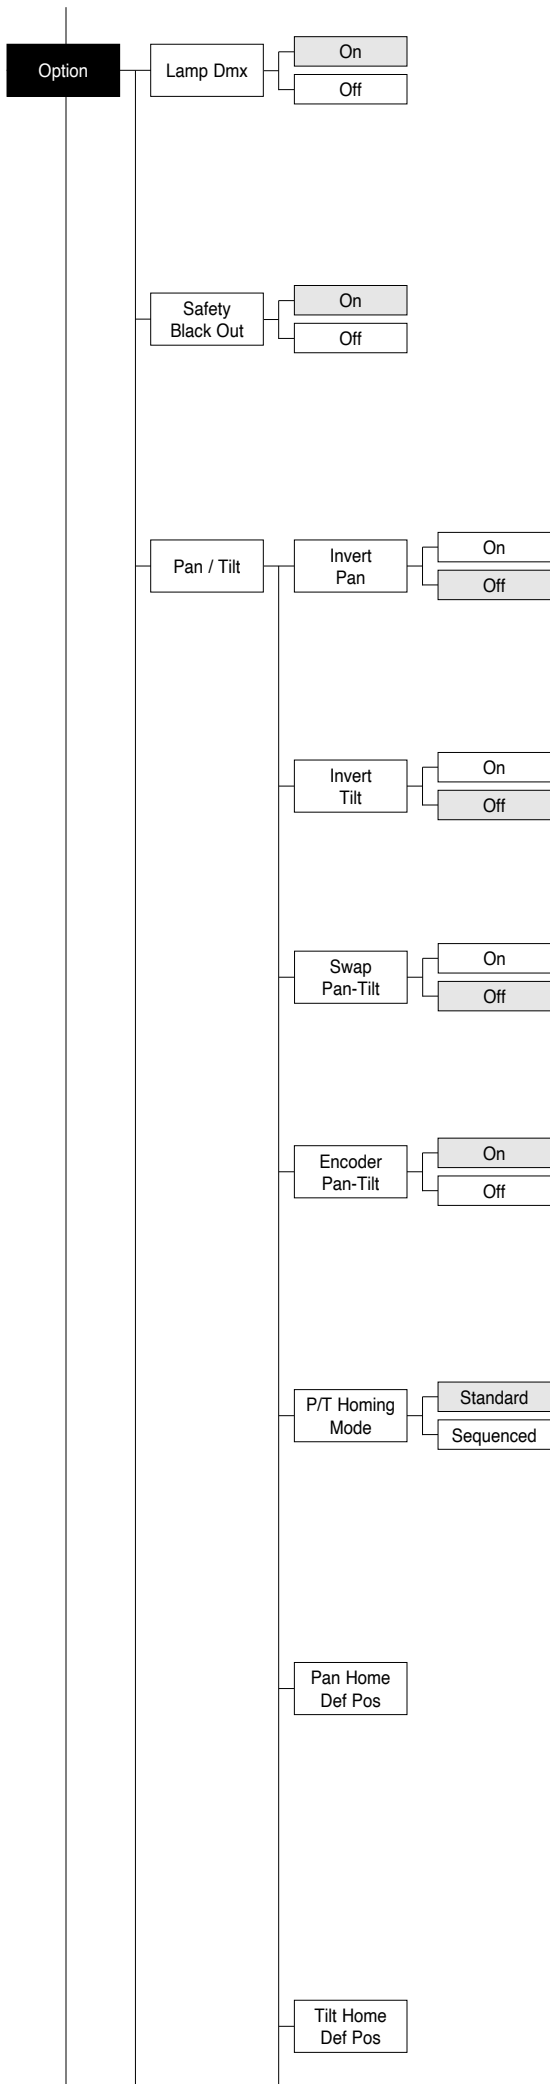 Option
Lamp Dmx
On
Off
Safety
Black Out
On
Off
Pan / Tilt
Invert
Pan
On
Off
Invert
Tilt
On
Off
Swap
Pan-Tilt
On
Off
Encoder
Pan-Tilt
On
Off
P/T Homing
Mode
Standard
Sequenced
Pan Home
Def Pos
Tilt Home
Def Pos